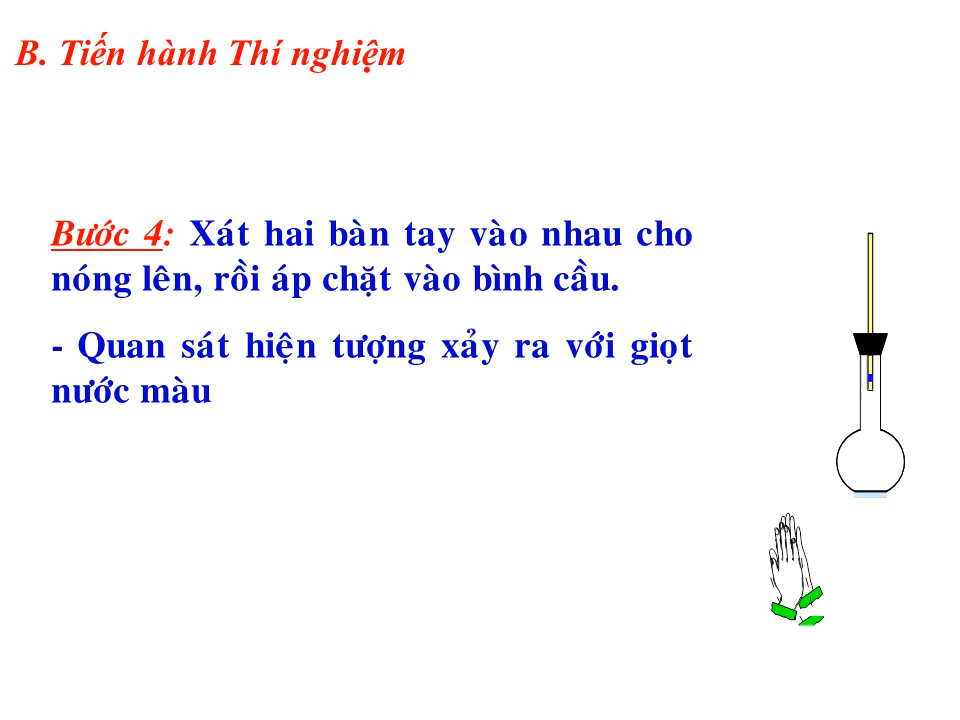 B. Tiến hành Thí nghiệm
Bước 4: Xát hai bàn tay vào nhau cho
nóng lên, rồi áp chặt vào bình cầu.
- Quan sát hiện tượng xảy ra với giọt
nước màu